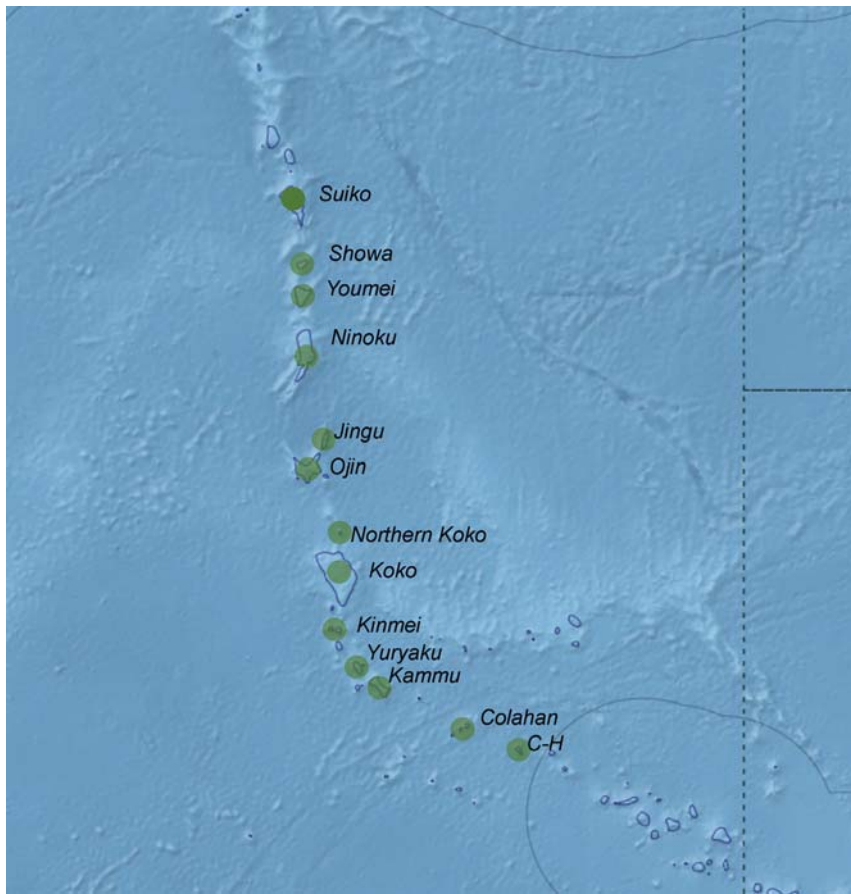 Suiko
Showa
Youmei
Ninoku
Jingu
Ojin
Northern Koko
Koko
Kinmei
Yuryaku
Kammu
Colahan
C-H